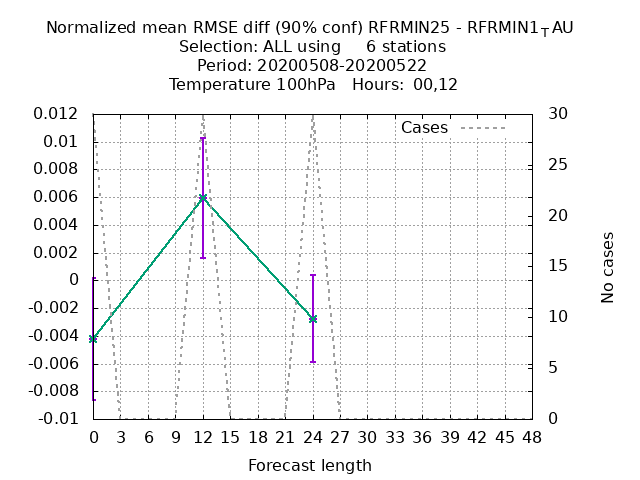 Normalized mean RMSE diff (90% conf) RFRMIN25 - RFRMIN1TAU
Selection: ALL using 6 stations
Period: 20200508-20200522
Temperature 100hPa Hours: 00,12
Cases
0.012
0.01
0.008
0.006
0.004
0.002
0
-0.002
-0.004
-0.006
-0.008
-0.01
30
25
20
15
10
5
0
No cases
0 3 6 9 12 15 18 21 24 27 30 33 36 39 42 45 48
Forecast length